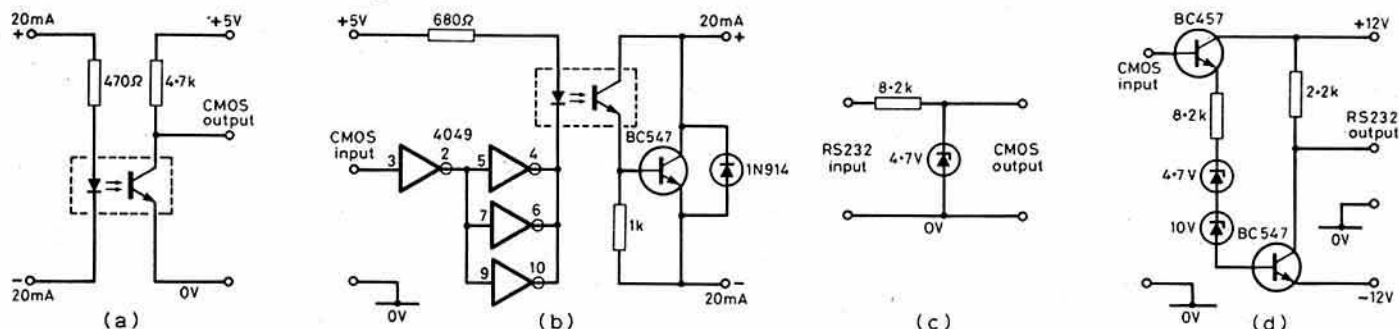 20mA
+
+5V
470Ω
4·7k
CMOS
output
−
20mA
0V
(a)
+5V
680Ω
20mA
+
CMOS
input
4049
3
2
5
4
7
6
9
10
BC547
1N914
1k
0V
−
20mA
(b)
8·2k
RS232
input
4·7V
CMOS
output
0V
(c)
BC457
+12V
CMOS
input
8·2k
2·2k
RS232
output
4·7V
10V
BC547
0V
−12V
(d)